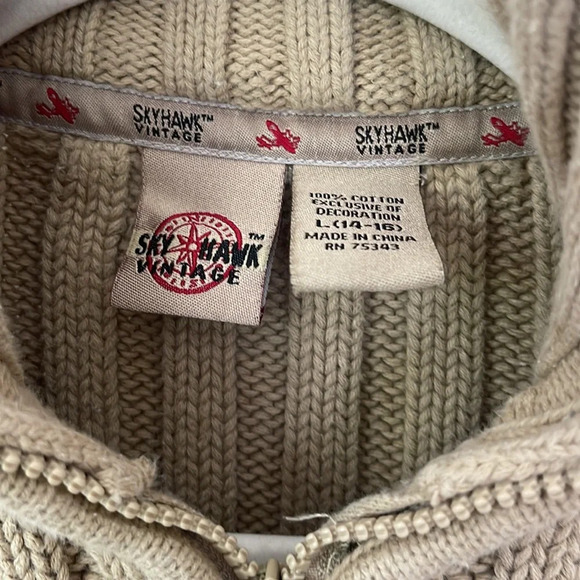 SKYHAWK™ SKYHAWK™
VINTAGE VINTAGE
SKY HAWK™
VINTAGE
100% COTTON
EXCLUSIVE OF
DECORATION
L (14-16)
MADE IN CHINA
RN 75343